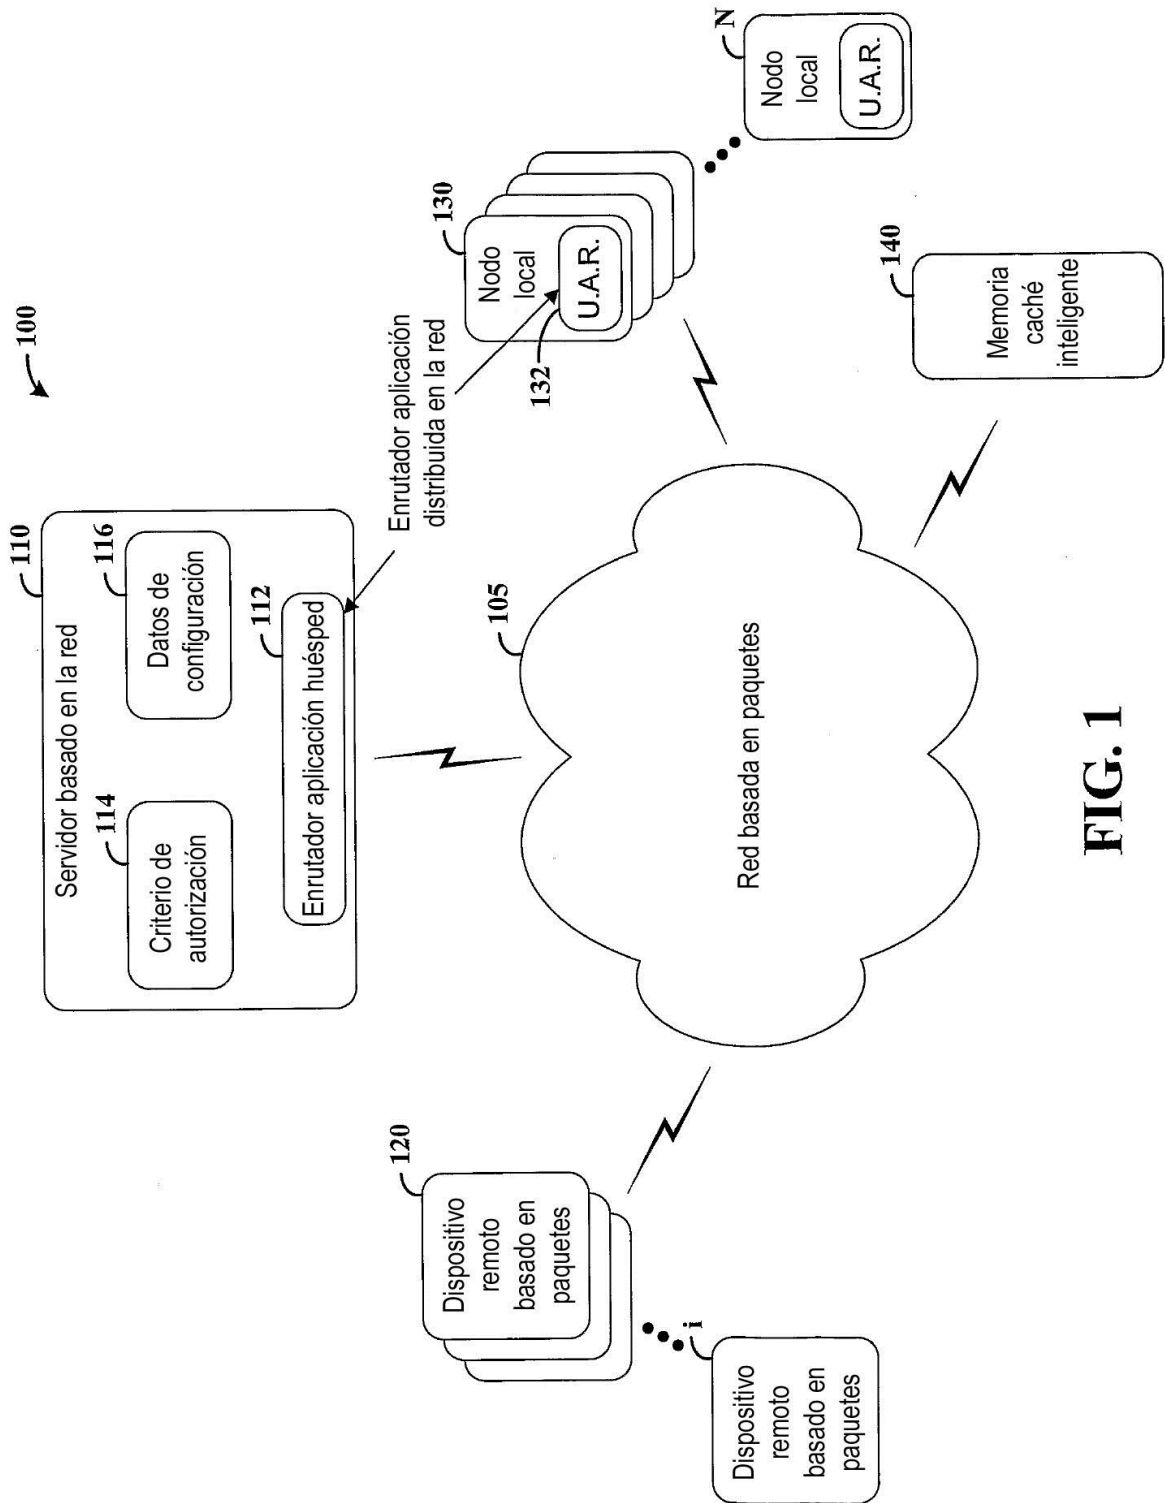 100
110
Servidor basado en la red
114
Criterio de
autorización
116
Datos de
configuración
112
Enrutador aplicación huésped
Enrutador aplicación
distribuida en la red
120
Dispositivo
remoto
basado en
paquetes
i
Dispositivo
remoto
basado en
paquetes
105
Red basada en paquetes
130
Nodo
local
132
U.A.R.
N
Nodo
local
U.A.R.
140
Memoria
caché
inteligente
FIG. 1